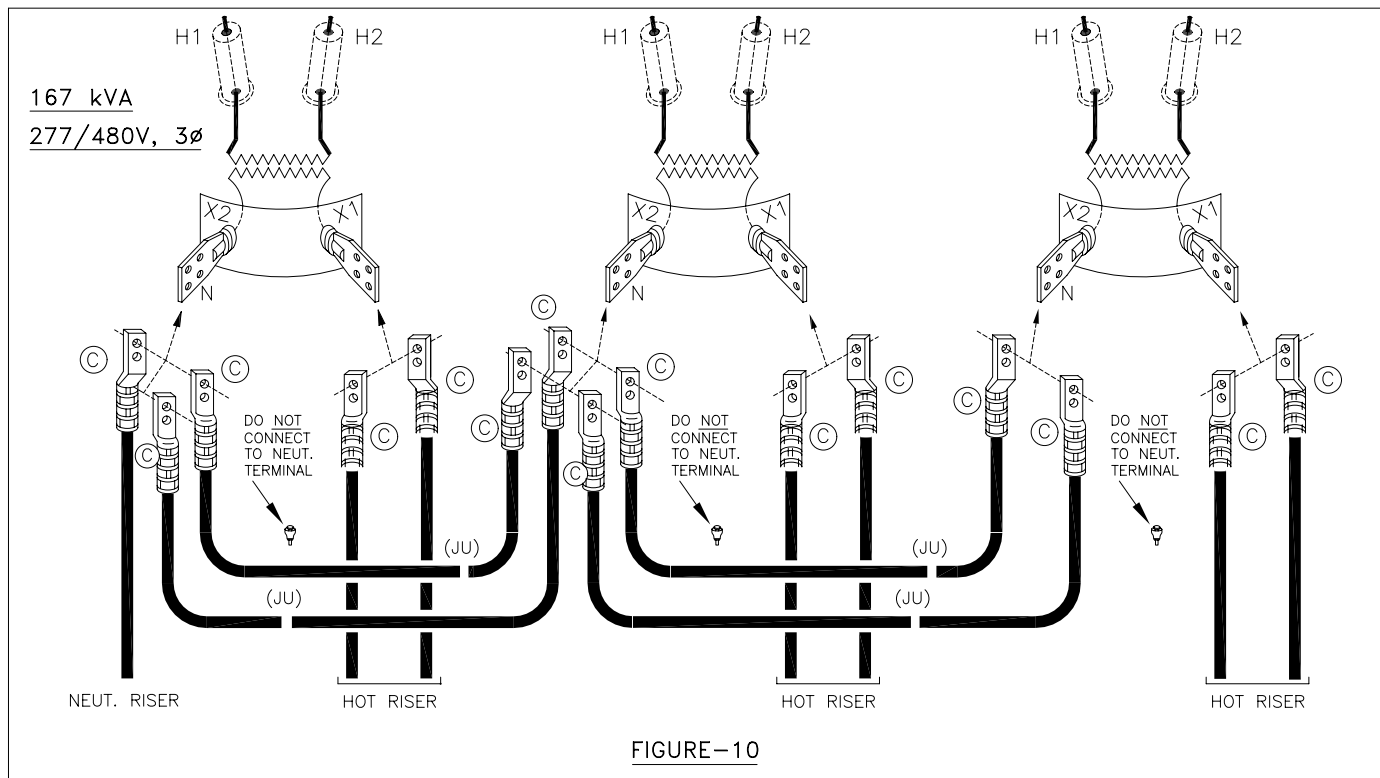 H1 H2 H1 H2 H1 H2
167 kVA
277/480V, 3ø
X2 X1 X2 X1 X2 X1
N N N
C
C C C C C C C C
C C C C C C
C C
DO NOT
CONNECT
TO NEUT.
TERMINAL
DO NOT
CONNECT
TO NEUT.
TERMINAL
DO NOT
CONNECT
TO NEUT.
TERMINAL
(JU) (JU)
(JU) (JU)
NEUT. RISER HOT RISER HOT RISER HOT RISER
FIGURE-10